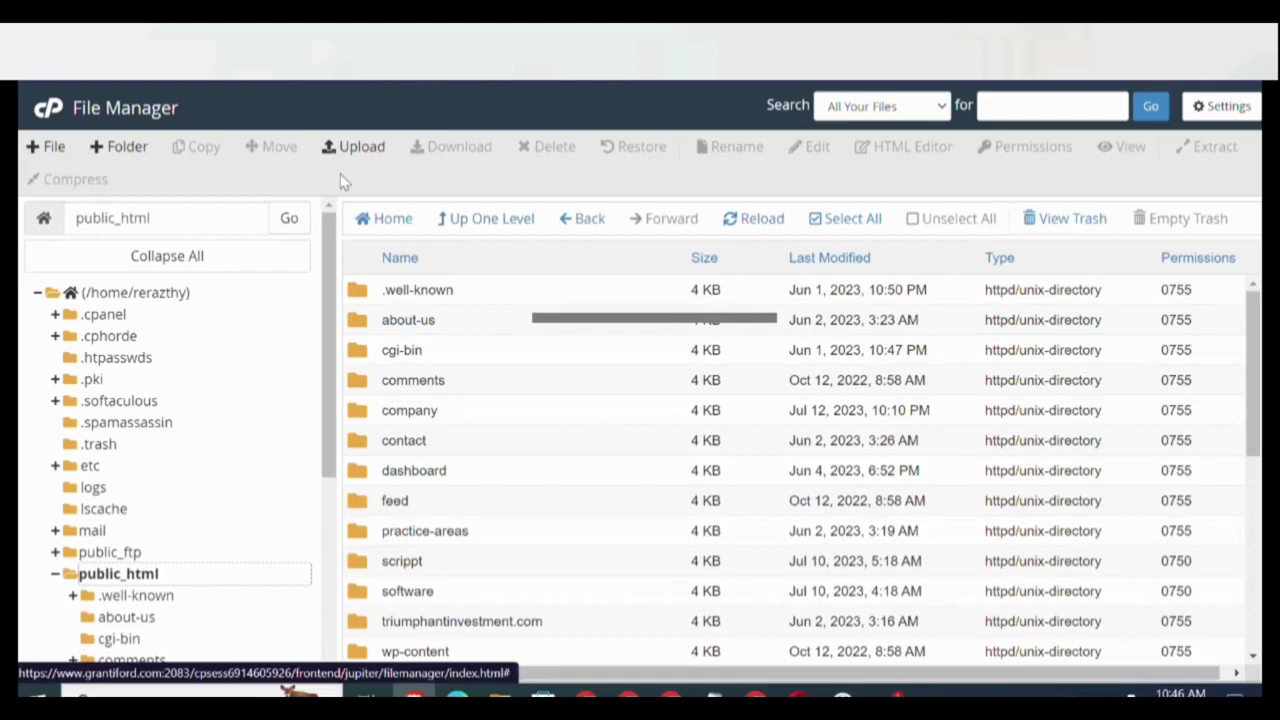 cP File Manager
Search All Your Files for Go Settings
+ File + Folder Copy Move Upload Download Delete Restore Rename Edit HTML Editor Permissions View Extract
Compress
public_html Go
Home Up One Level Back Forward Reload Select All Unselect All View Trash Empty Trash
Collapse All
Name Size Last Modified Type Permissions
(/home/rerazthy)
.cpanel
.cphorde
.htpasswds
.pki
.softaculous
.spamassassin
.trash
etc
logs
lscache
mail
public_ftp
public_html
.well-known
about-us
cgi-bin
comments
.well-known 4 KB Jun 1, 2023, 10:50 PM httpd/unix-directory 0755
about-us 4 KB Jun 2, 2023, 3:23 AM httpd/unix-directory 0755
cgi-bin 4 KB Jun 1, 2023, 10:47 PM httpd/unix-directory 0755
comments 4 KB Oct 12, 2022, 8:58 AM httpd/unix-directory 0755
company 4 KB Jul 12, 2023, 10:10 PM httpd/unix-directory 0755
contact 4 KB Jun 2, 2023, 3:26 AM httpd/unix-directory 0755
dashboard 4 KB Jun 4, 2023, 6:52 PM httpd/unix-directory 0755
feed 4 KB Oct 12, 2022, 8:58 AM httpd/unix-directory 0755
practice-areas 4 KB Jun 2, 2023, 3:19 AM httpd/unix-directory 0755
scrippt 4 KB Jul 10, 2023, 5:18 AM httpd/unix-directory 0750
software 4 KB Jul 10, 2023, 4:18 AM httpd/unix-directory 0750
triumphantinvestment.com 4 KB Jun 2, 2023, 3:16 AM httpd/unix-directory 0755
wp-content 4 KB Jun 2, 2023, 2:51 AM httpd/unix-directory 0755
https://www.grantiford.com:2083/cpsess6914605926/frontend/jupiter/filemanager/index.html#
10:46 AM